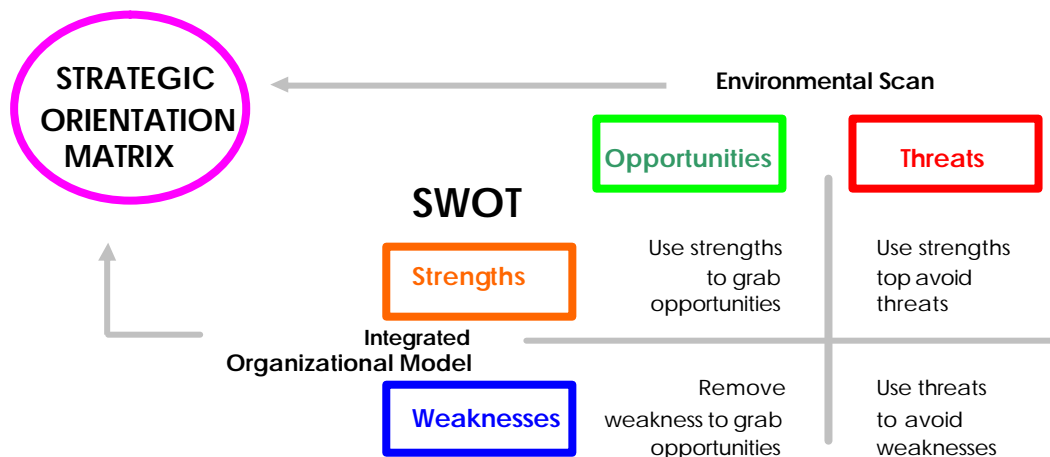 STRATEGIC
ORIENTATION
MATRIX
Environmental Scan
Opportunities
Threats
SWOT
Strengths
Use strengths
to grab
opportunities
Use strengths
top avoid
threats
Integrated
Organizational Model
Weaknesses
Remove
weakness to grab
opportunities
Use threats
to avoid
weaknesses